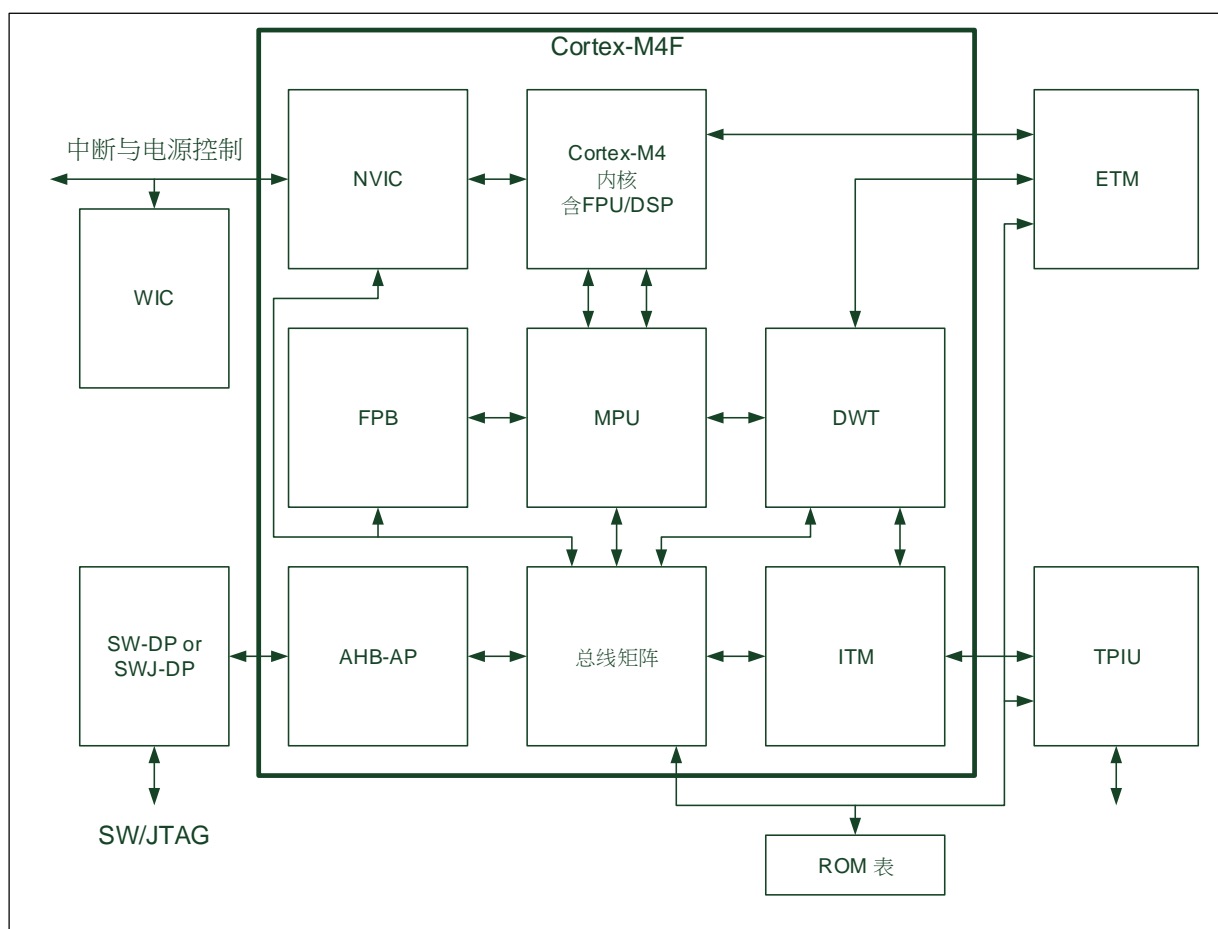 Cortex-M4F
中断与电源控制
NVIC
Cortex-M4
内核
含FPU/DSP
ETM
WIC
FPB
MPU
DWT
SW-DP or
SWJ-DP
AHB-AP
总线矩阵
ITM
TPIU
SW/JTAG
ROM 表